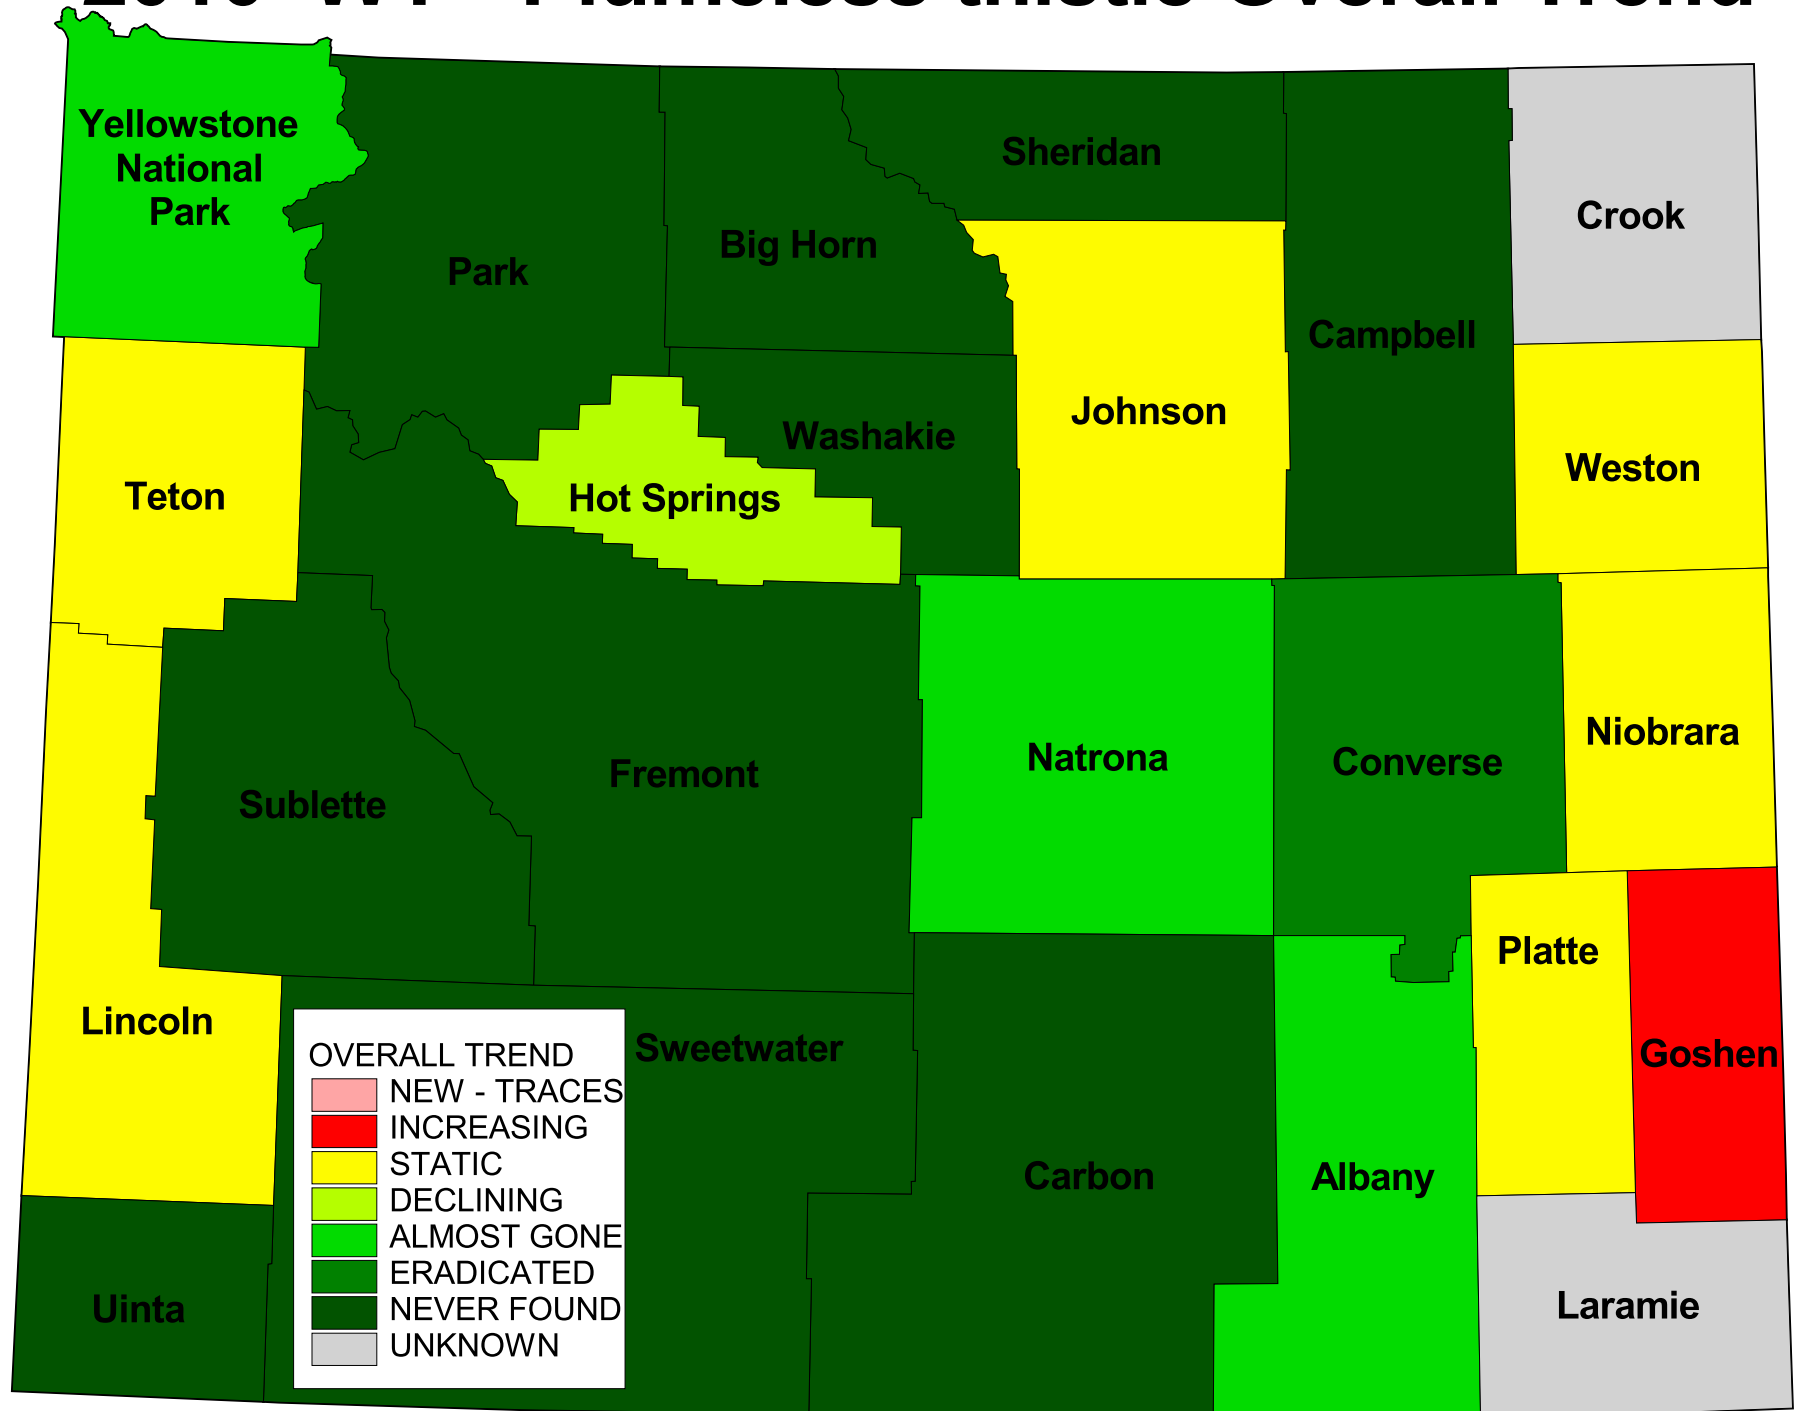 Yellowstone
National
Park
Park
Big Horn
Sheridan
Crook
Campbell
Johnson
Washakie
Weston
Teton
Hot Springs
Natrona
Niobrara
Converse
Fremont
Sublette
Platte
Lincoln
Sweetwater
Goshen
Carbon
Albany
Uinta
Laramie
OVERALL TREND
NEW - TRACES
INCREASING
STATIC
DECLINING
ALMOST GONE
ERADICATED
NEVER FOUND
UNKNOWN